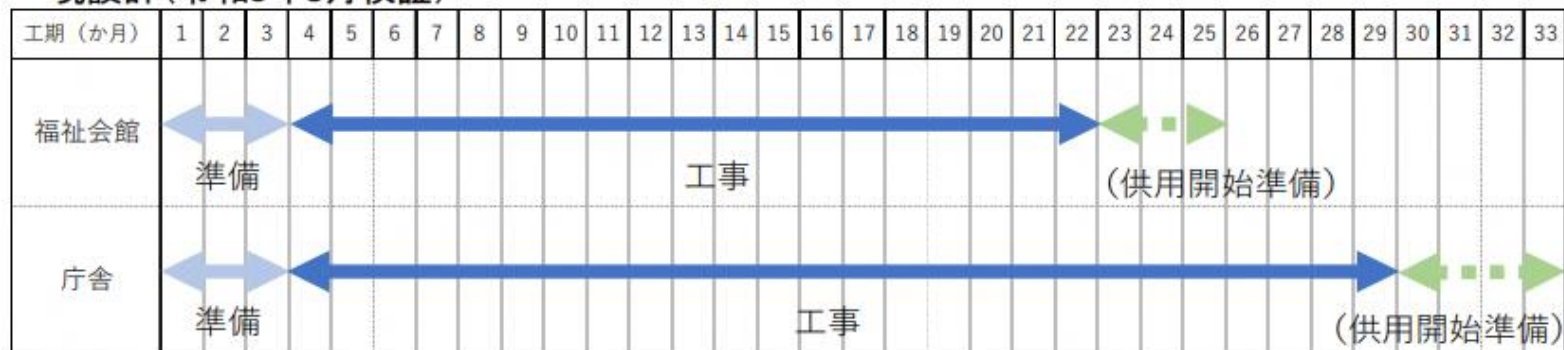 工期（か月） 1 2 3 4 5 6 7 8 9 10 11 12 13 14 15 16 17 18 19 20 21 22 23 24 25 26 27 28 29 30 31 32 33
福祉会館
準備 工事 （供用開始準備）
庁舎
準備 工事 （供用開始準備）